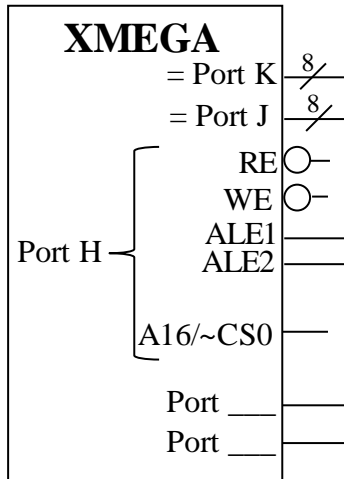 XMEGA
= Port K 8
= Port J 8
RE
WE
ALE1
ALE2
Port H
A16/~CS0
Port ___
Port ___